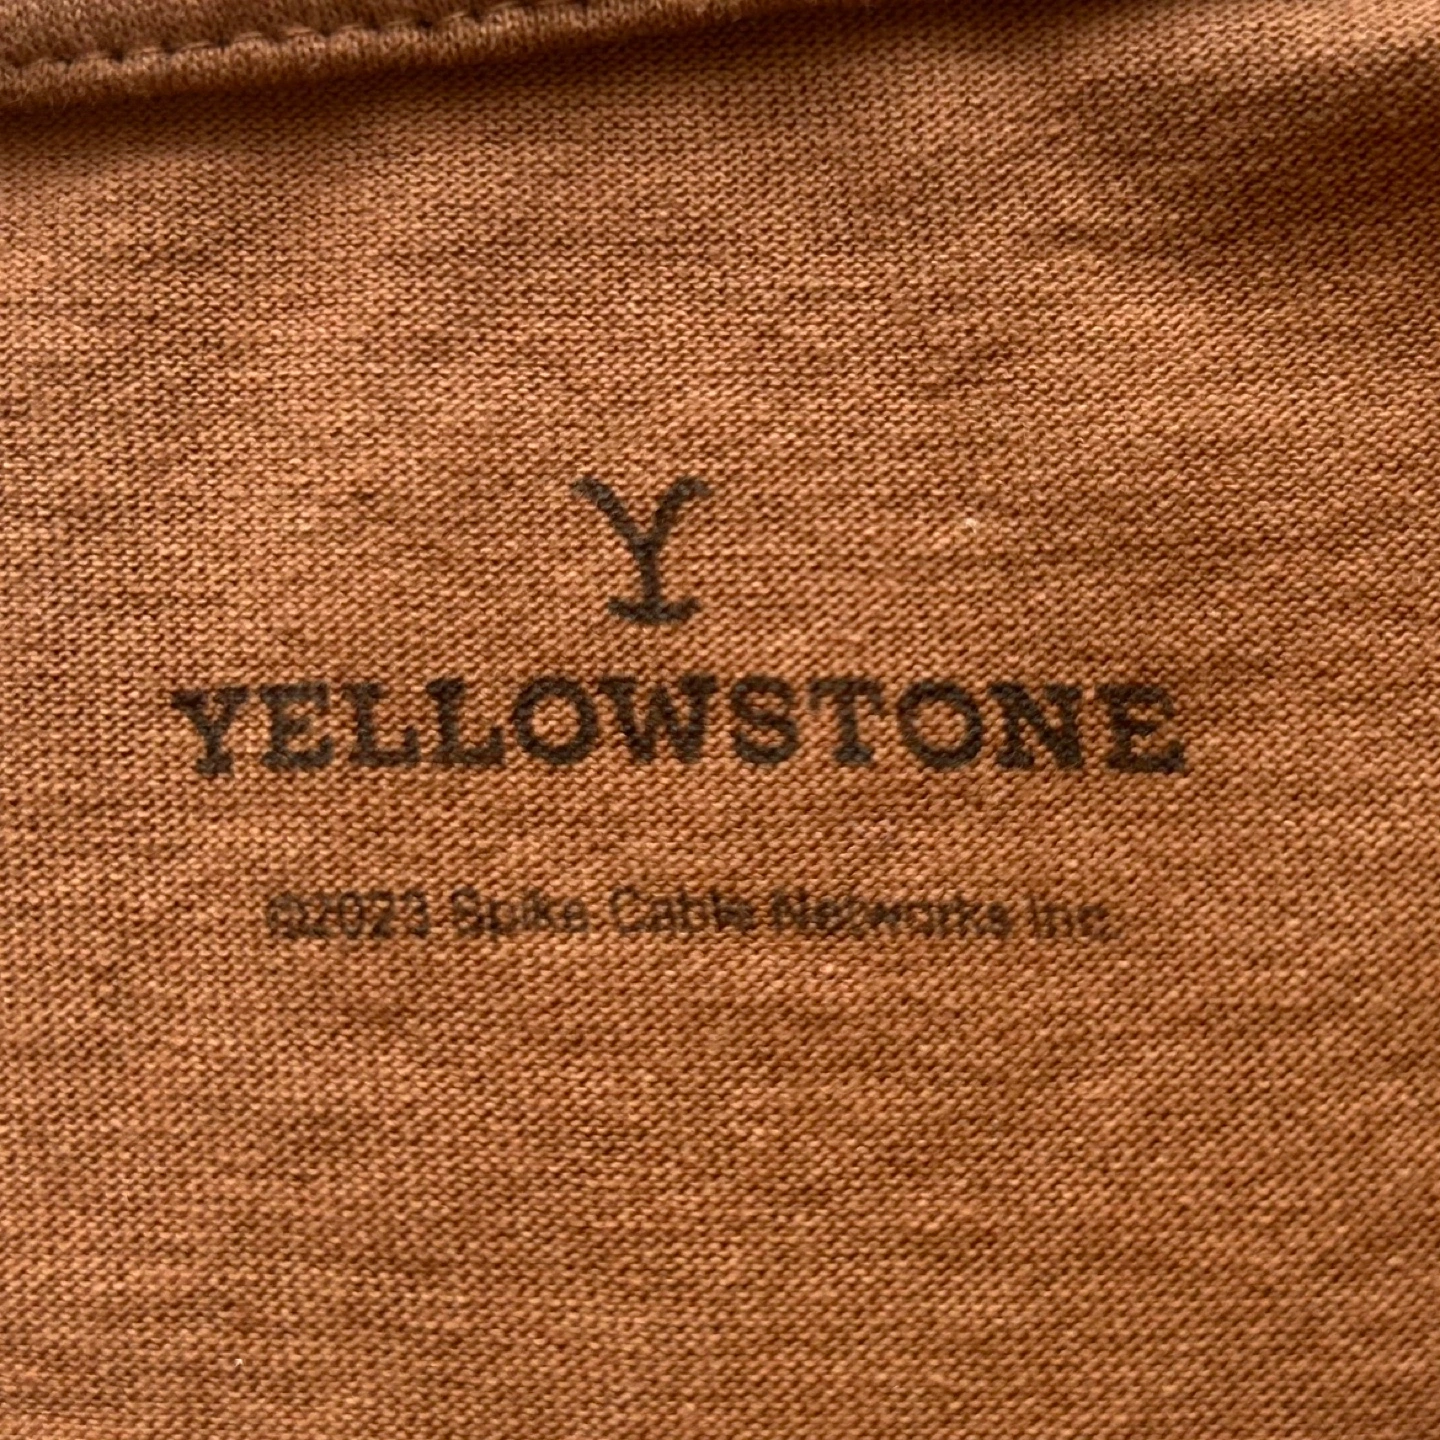 Y
YELLOWSTONE
©2023 Spike Cable Networks Inc.